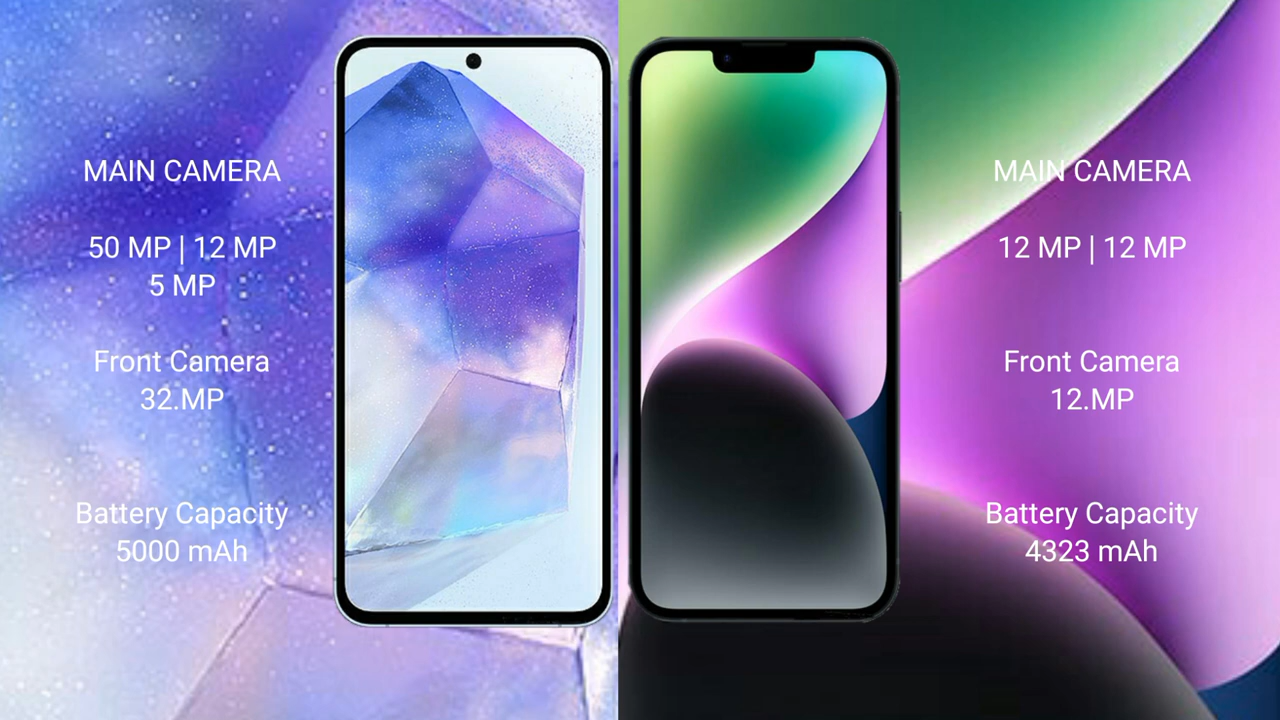 MAIN CAMERA
50 MP | 12 MP
5 MP
Front Camera
32.MP
Battery Capacity
5000 mAh
MAIN CAMERA
12 MP | 12 MP
Front Camera
12.MP
Battery Capacity
4323 mAh